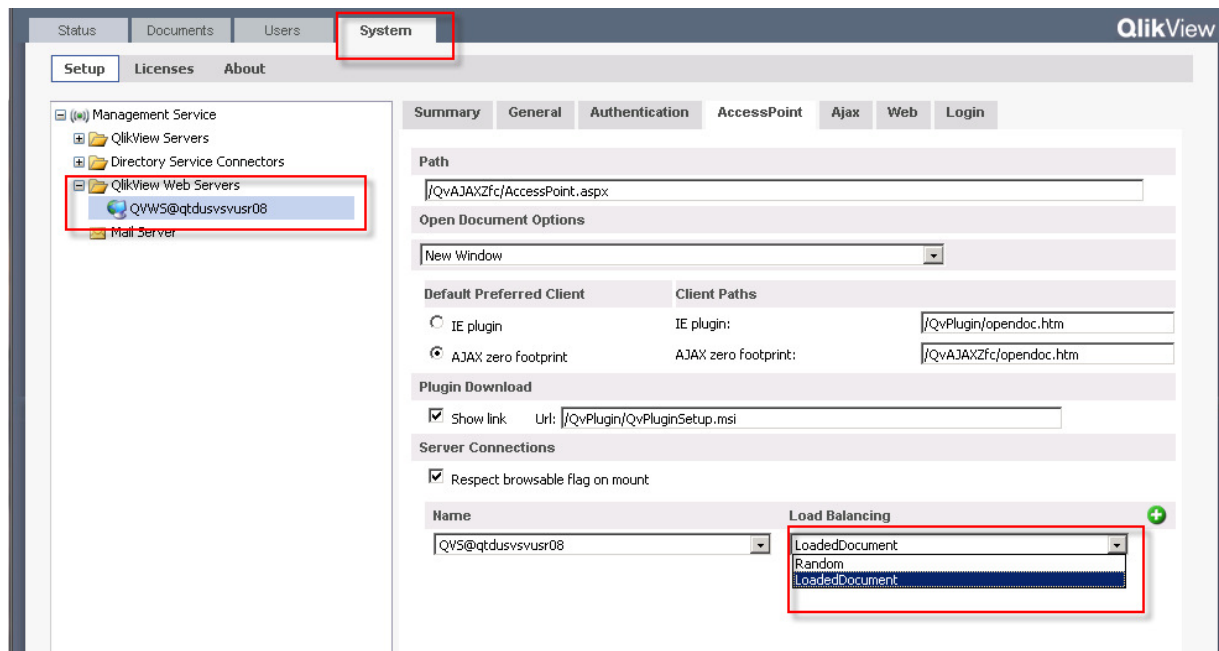 Status Documents Users System QlikView
Setup Licenses About
Management Service
QlikView Servers
Directory Service Connectors
QlikView Web Servers
QVWS@qtdusvsvusr08
Mail Server
Summary General Authentication AccessPoint Ajax Web Login
Path
/QvAJAXZfc/AccessPoint.aspx
Open Document Options
New Window
Default Preferred Client Client Paths
IE plugin IE plugin: /QvPlugin/opendoc.htm
AJAX zero footprint AJAX zero footprint: /QvAJAXZfc/opendoc.htm
Plugin Download
Show link Url: /QvPlugin/QvPluginSetup.msi
Server Connections
Respect browsable flag on mount
Name Load Balancing
QVS@qtdusvsvusr08 LoadedDocument
Random
LoadedDocument